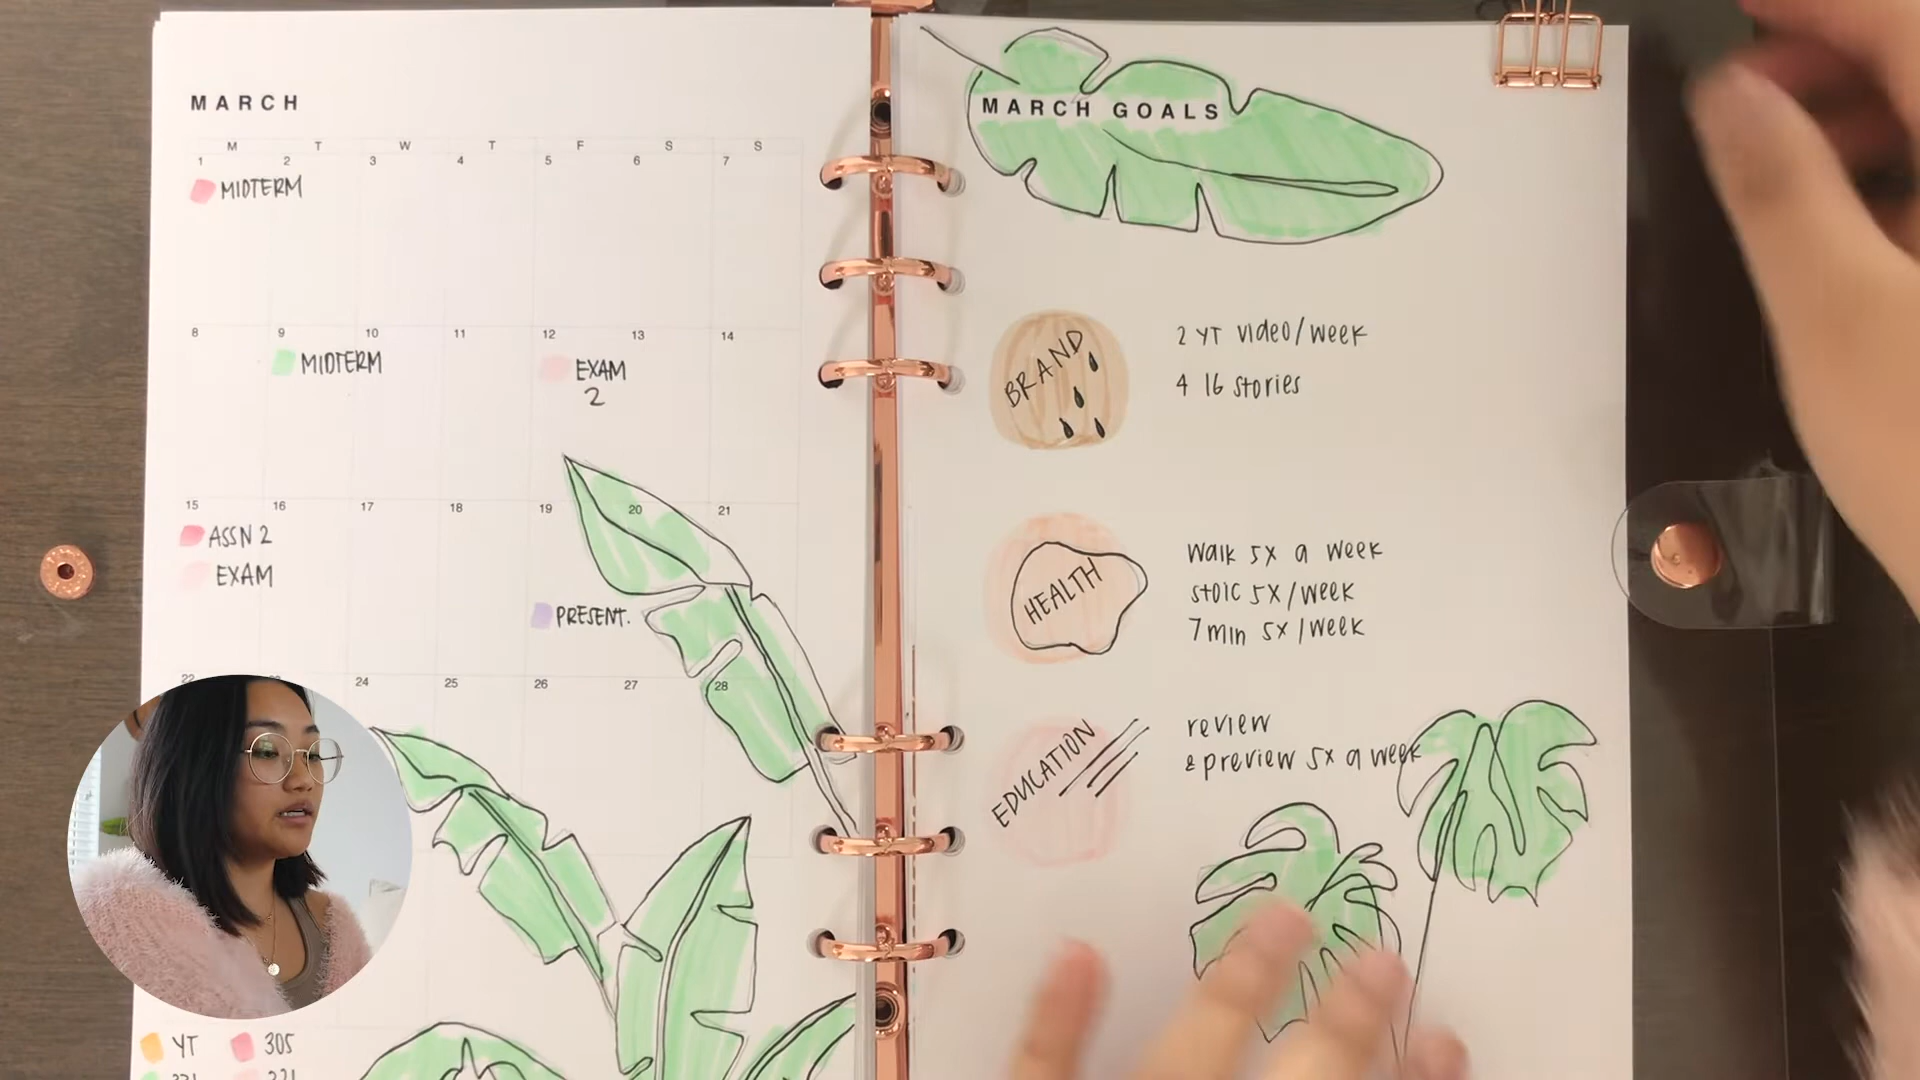 MARCH
M T W T F S S
1 2 3 4 5 6 7
MIDTERM
8 9 10 11 12 13 14
MIDTERM
EXAM
2
15 16 17 18 19 20 21
ASSN 2
EXAM
PRESENT.
22 24 25 26 27 28
YT 305
MARCH GOALS
BRAND
2 YT video/week
4 IG stories
HEALTH
walk 5x a week
stoic 5x/week
7 min 5x/week
EDUCATION
review
& preview 5x a week